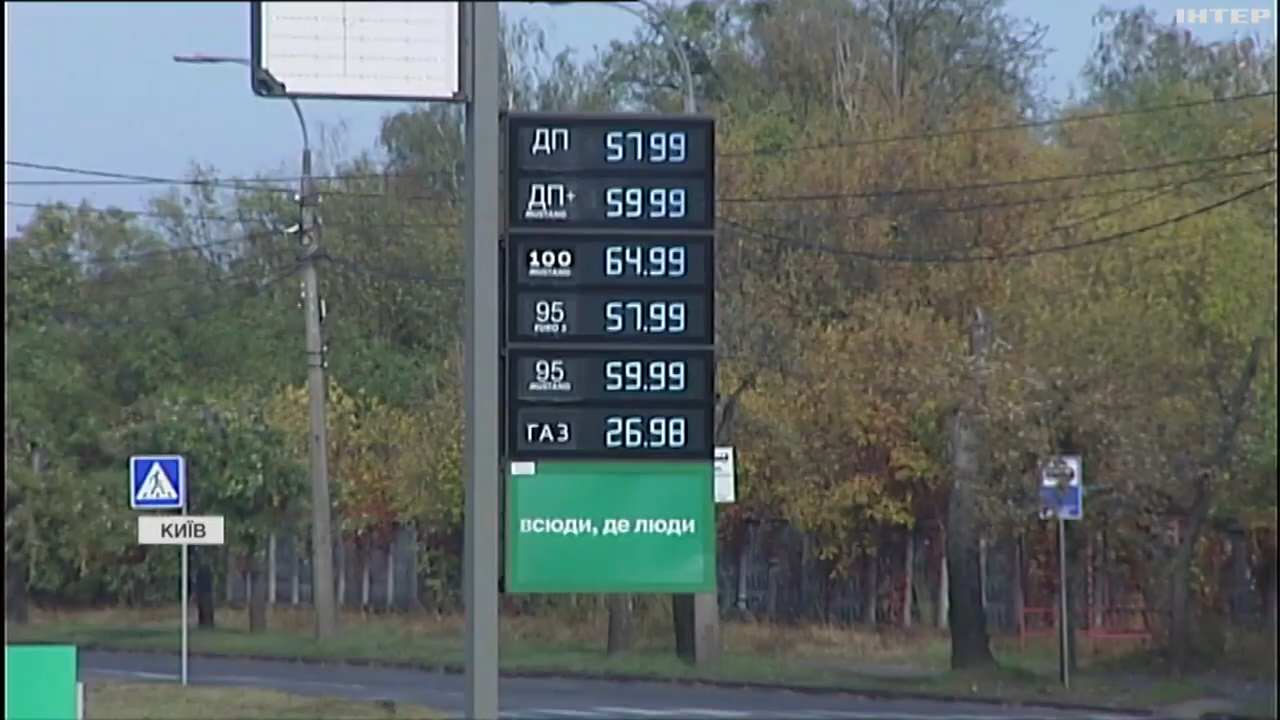 ІНТЕР
ДП 57.99
ДП+ 59.99
MUSTANG
100 64.99
MUSTANG
95 57.99
EURO 5
95 59.99
MUSTANG
ГАЗ 26.98
КИЇВ
всюди, де люди